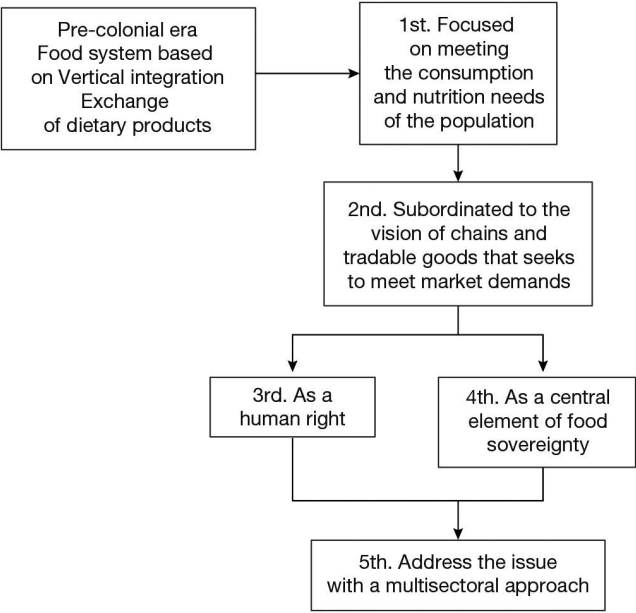 Pre-colonial era
Food system based
on Vertical integration
Exchange
of dietary products
1st. Focused
on meeting
the consumption
and nutrition needs
of the population
2nd. Subordinated to the
vision of chains and
tradable goods that seeks
to meet market demands
3rd. As a
human right
4th. As a central
element of food
sovereignty
5th. Address the issue
with a multisectoral approach